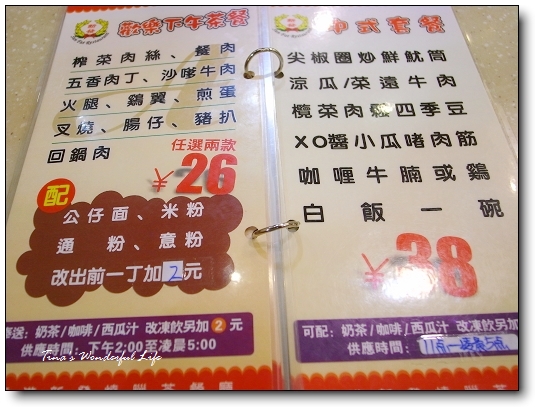 歡樂下午茶餐
榨菜肉絲、餐肉
五香肉丁、沙嗲牛肉
火腿、鷄翼、煎蛋
叉燒、腸仔、豬扒
回鍋肉
任選兩款
¥26
配
公仔面、米粉
通粉、意粉
改出前一丁加2元
送：奶茶/咖啡/西瓜汁 改凍飲另加2元
供應時間：下午2:00至凌晨5:00
Tina's Wonderful Life
中式套餐
尖椒圈炒鮮魷筒
涼瓜/菜遠牛肉
欖菜肉碎四季豆
XO醬小瓜啫肉筋
咖喱牛腩或鷄
白飯一碗
¥38
可配：奶茶/咖啡/西瓜汁 改凍飲另加2元
供應時間：